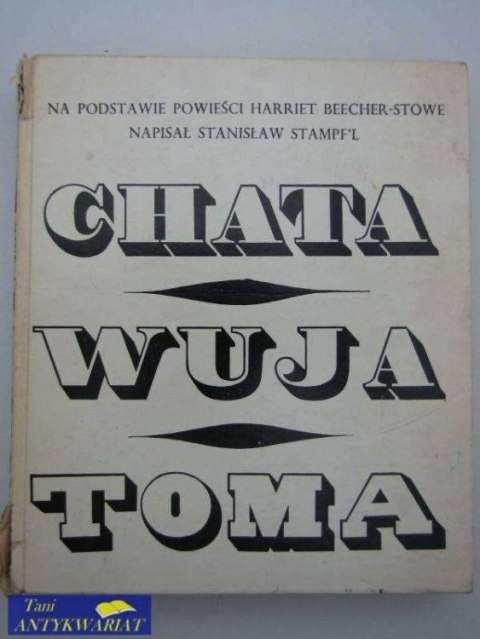 NA PODSTAWIE POWIEŚCI HARRIET BEECHER-STOWE
NAPISAŁ STANISŁAW STAMPF'L
CHATA
WUJA
TOMA
Tani
ANTYKWARIAT